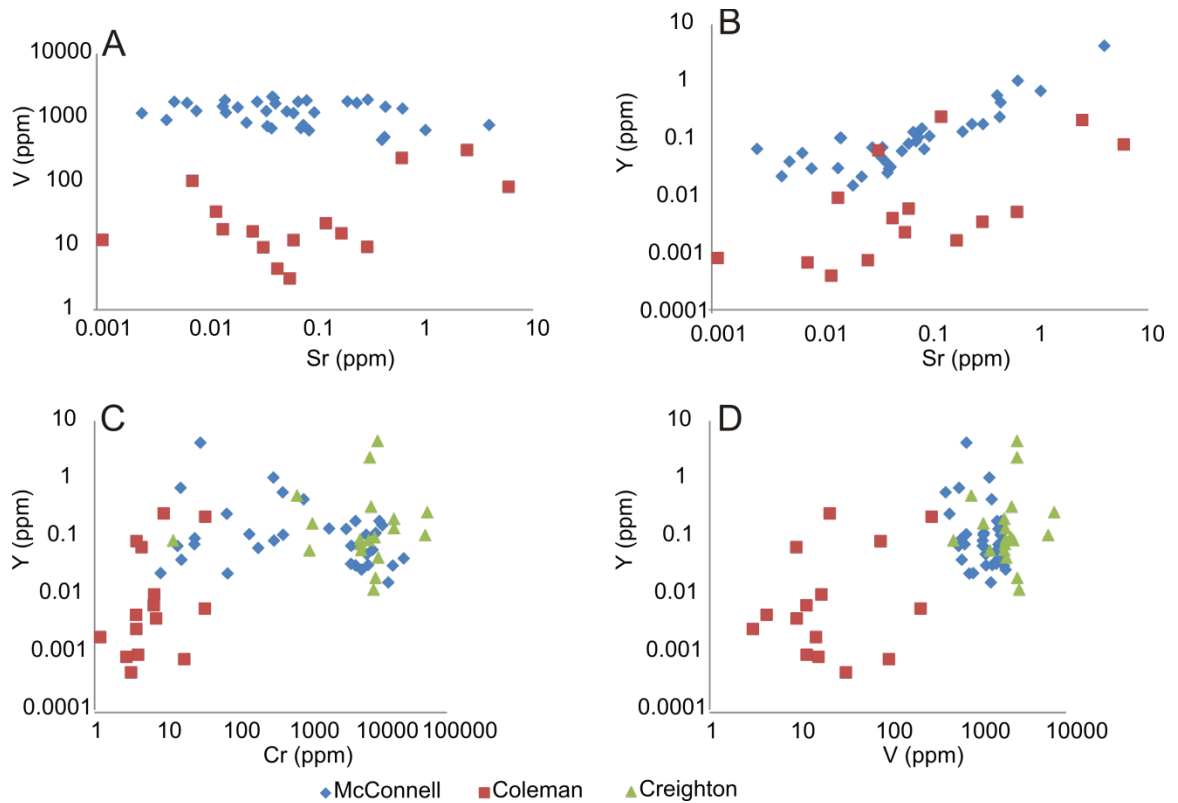 A
10000
1000
100
10
1
V (ppm)
0.001 0.01 0.1 1 10
Sr (ppm)
B
10
1
0.1
0.01
0.001
0.0001
Y (ppm)
0.001 0.01 0.1 1 10
Sr (ppm)
C
10
1
0.1
0.01
0.001
0.0001
Y (ppm)
1 10 100 1000 10000 100000
Cr (ppm)
D
10
1
0.1
0.01
0.001
0.0001
Y (ppm)
1 10 100 1000 10000
V (ppm)
McConnell Coleman Creighton